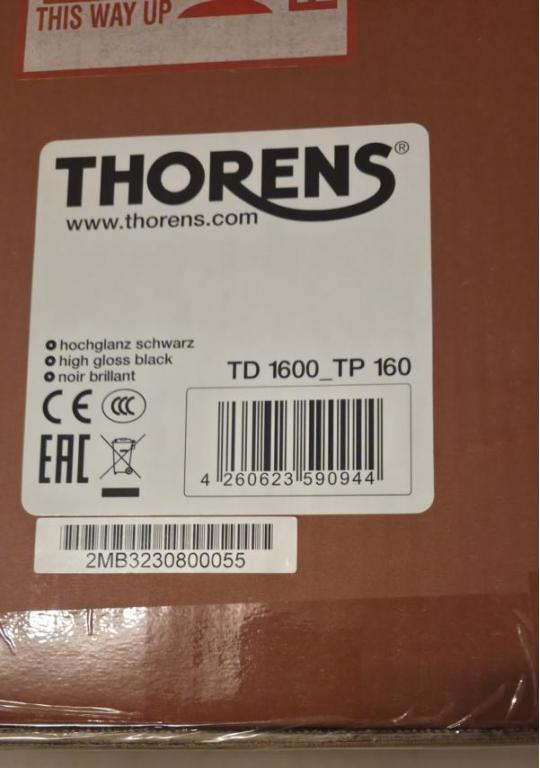 THIS WAY UP
THORENS®
www.thorens.com
hochglanz schwarz
high gloss black
noir brillant
TD 1600_TP 160
CE CCC
EAC
4 260623 590944
2MB3230800055